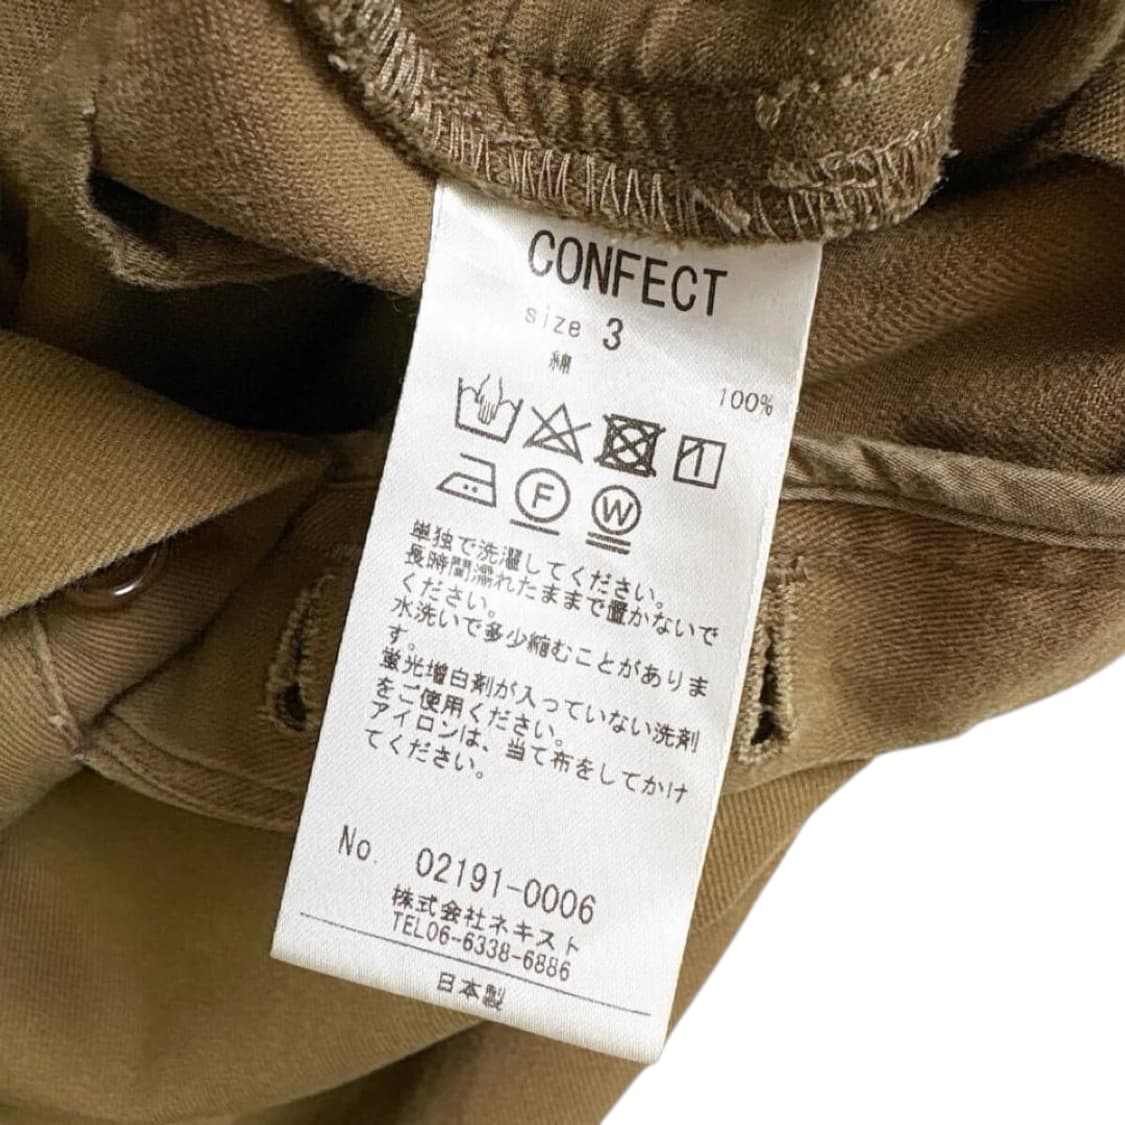 CONFECT
size 3
綿
100%
F W
単独で洗濯してください。
長時間濡れたままで置かないで
ください。
水洗いで多少縮むことがありま
す。
蛍光増白剤が入っていない洗剤
をご使用ください。
アイロンは、当て布をしてかけ
てください。
No. 02191-0006
株式会社ネキスト
TEL06-6338-6886
日本製